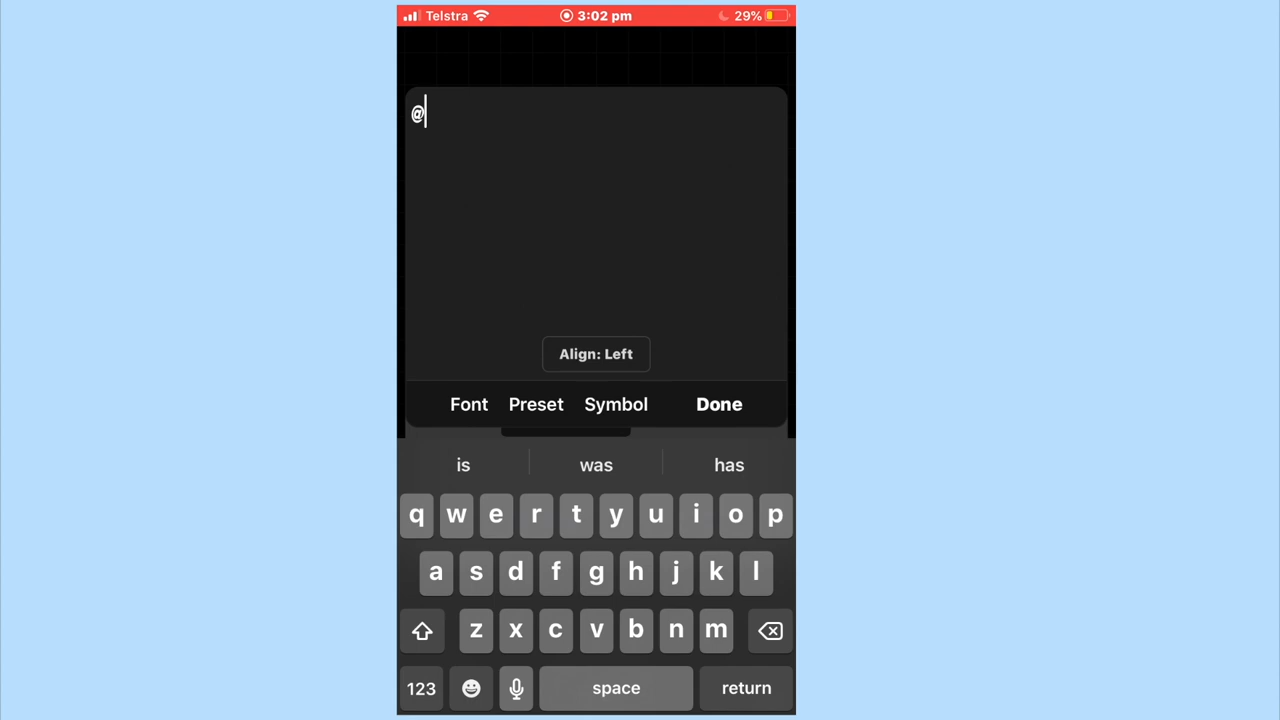 Telstra 3:02 pm 29%
@
Align: Left
Font Preset Symbol Done
is was has
q w e r t y u i o p
a s d f g h j k l
z x c v b n m
123 space return